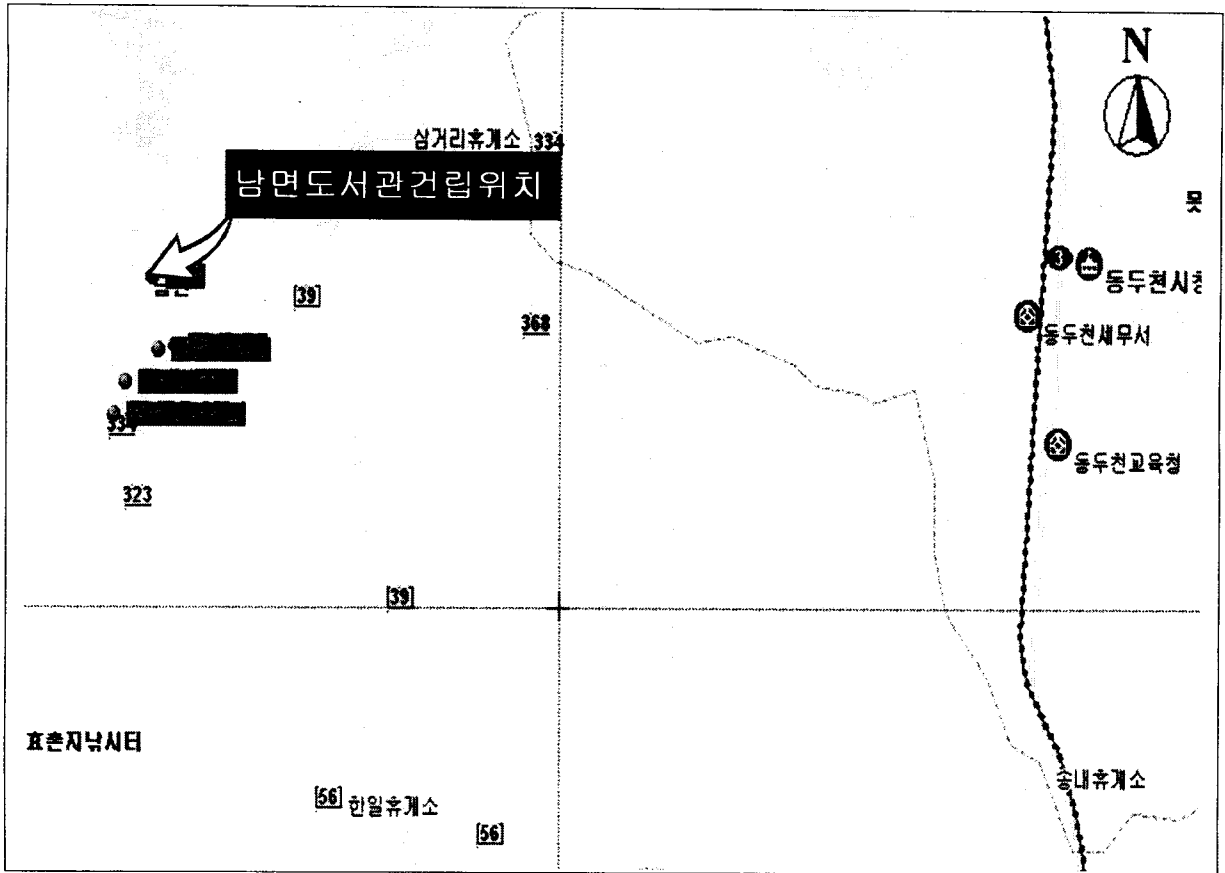 N
삼거리휴게소 334
남면도서관건립위치
3
동두천시청
[39]
368
동두천세무서
334
동두천교육청
323
[39]
효촌지낚시터
송내휴게소
[56] 한일휴게소
[56]